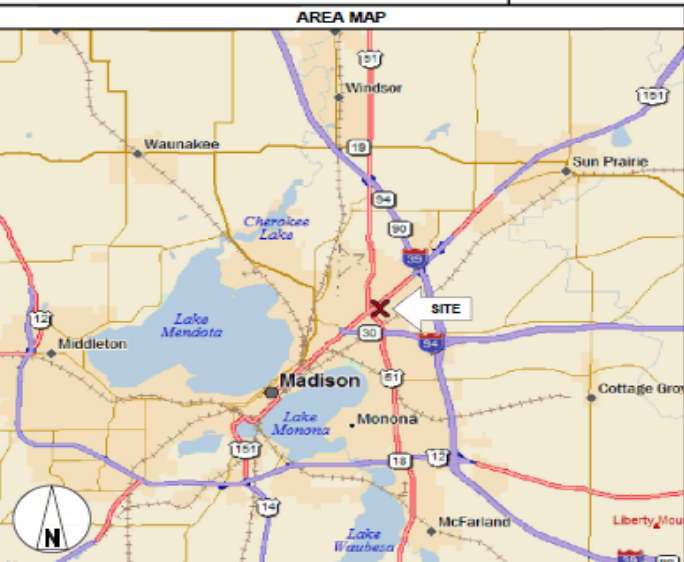 AREA MAP
51
Windsor
151
19
Waunakee
Sun Prairie
94
Cherokee
Lake
90
39
SITE
12
Lake
Mendota
30
94
Middleton
Madison
51
Cottage Grov
Lake
Monona
Monona
151
18
12
14
N
McFarland
Liberty Mou
Lake
Waubesa